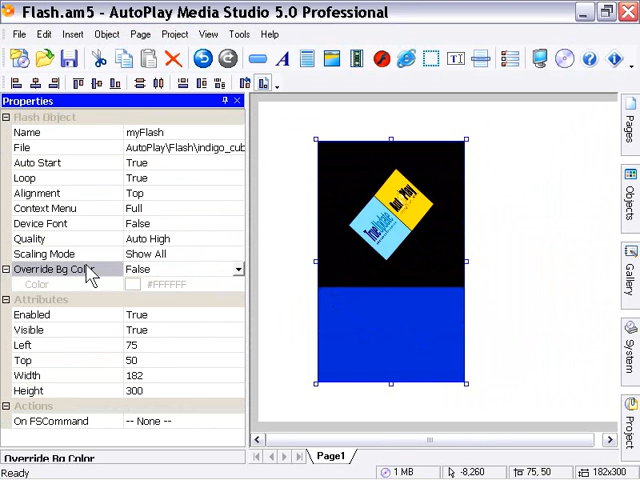 Flash.am5 - AutoPlay Media Studio 5.0 Professional
File Edit Insert Object Page Project Publish View Tools Help
Properties
Flash Object
Name myFlash
File AutoPlay\Flash\indigo_cub
Auto Start True
Loop True
Alignment Top
Context Menu Full
Device Font False
Quality Auto High
Scaling Mode Show All
Override Bg Color False
Color #FFFFFF
Attributes
Enabled True
Visible True
Left 75
Top 50
Width 182
Height 300
Actions
On FSCommand -- None --
Override Bg Color
AutoPlay
TrueUpdate
Pages
Objects
Gallery
System
Project
Page1
Ready
1 MB
-8,260
75, 50
182x300